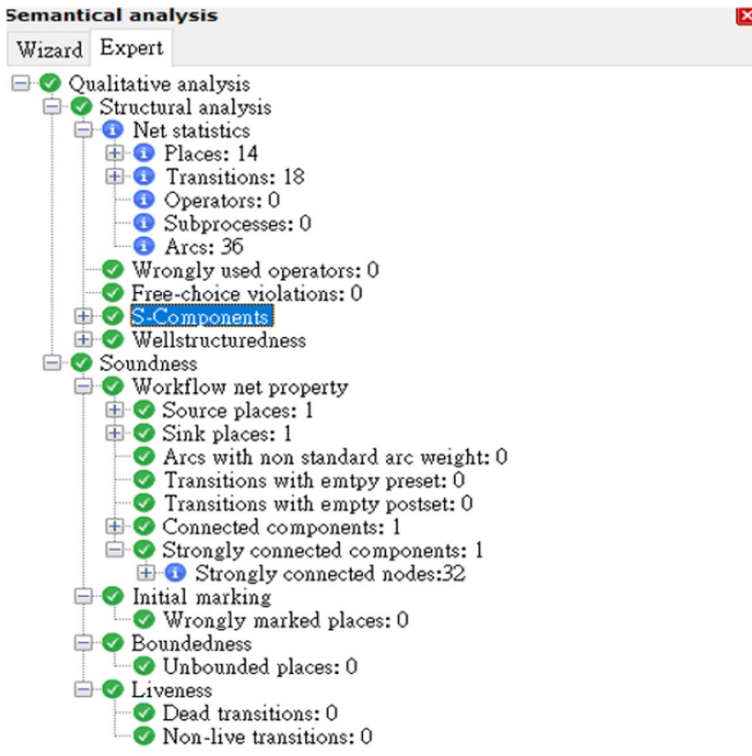 Semantical analysis
Wizard Expert
Qualitative analysis
Structural analysis
Net statistics
Places: 14
Transitions: 18
Operators: 0
Subprocesses: 0
Arcs: 36
Wrongly used operators: 0
Free-choice violations: 0
S-Components
Wellstructuredness
Soundness
Workflow net property
Source places: 1
Sink places: 1
Arcs with non standard arc weight: 0
Transitions with emtpy preset: 0
Transitions with empty postset: 0
Connected components: 1
Strongly connected components: 1
Strongly connected nodes:32
Initial marking
Wrongly marked places: 0
Boundedness
Unbounded places: 0
Liveness
Dead transitions: 0
Non-live transitions: 0